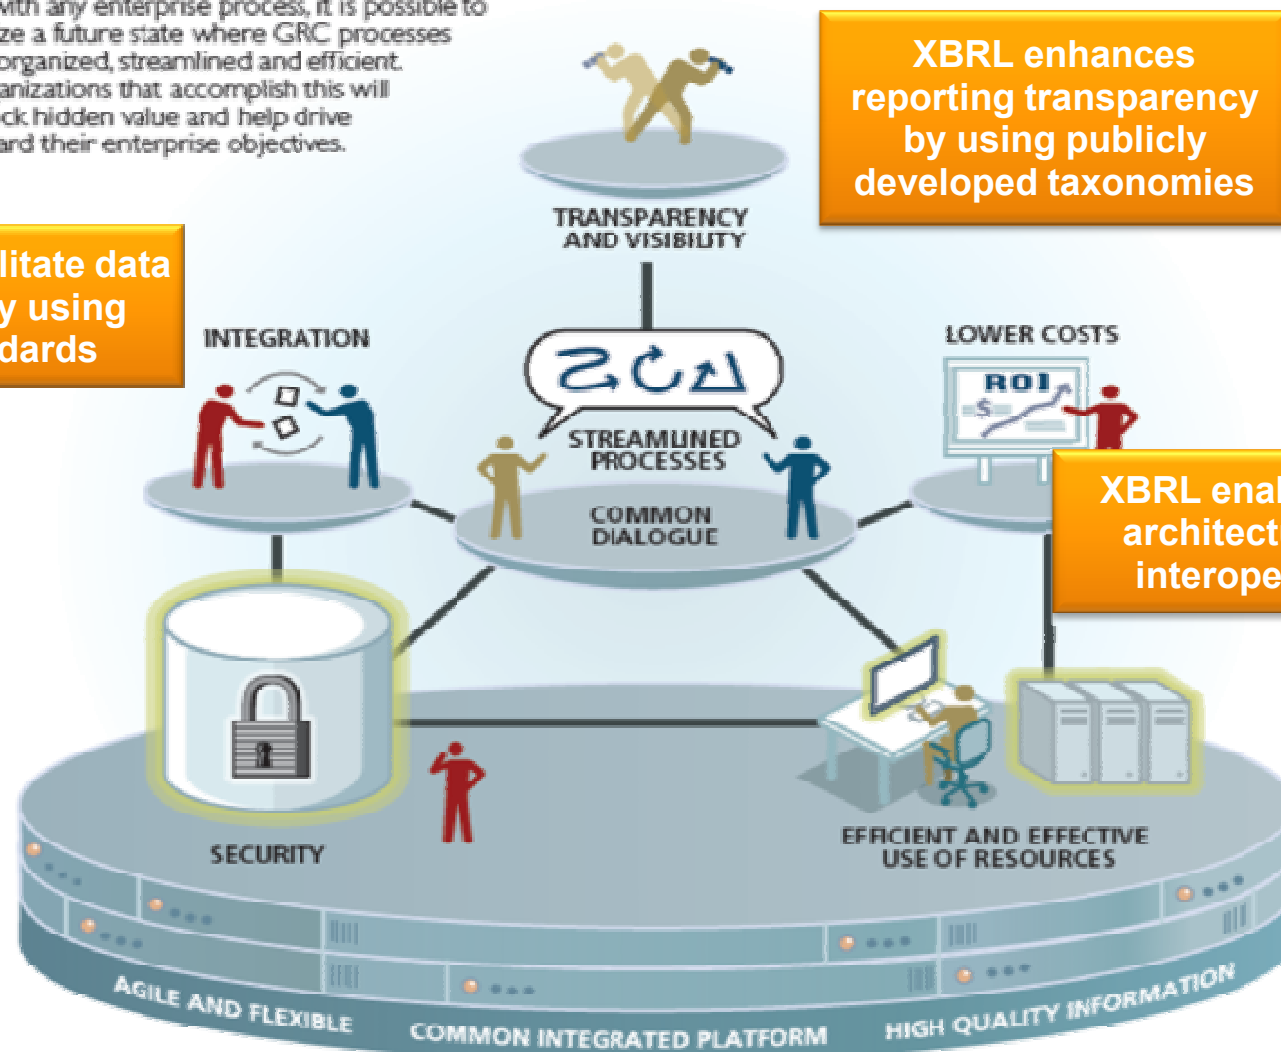 with any enterprise process, it is possible to
ze a future state where GRC processes
organized, streamlined and efficient.
anizations that accomplish this will
ck hidden value and help drive
ard their enterprise objectives.
XBRL enhances
reporting transparency
by using publicly
developed taxonomies
TRANSPARENCY
AND VISIBILITY
litate data
y using
dards
INTEGRATION
LOWER COSTS
ROI
$
STREAMLINED
PROCESSES
COMMON
DIALOGUE
XBRL enal
architect
interope
SECURITY
EFFICIENT AND EFFECTIVE
USE OF RESOURCES
AGILE AND FLEXIBLE
COMMON INTEGRATED PLATFORM
HIGH QUALITY INFORMATION